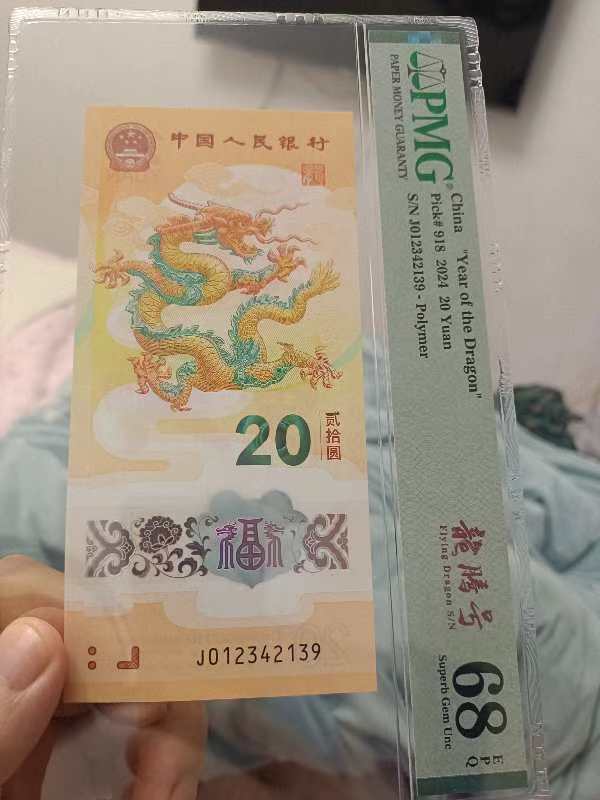 中国人民银行
20
贰拾圆
福
J012342139
PMG
PAPER MONEY GUARANTY
China
"Year of the Dragon"
Pick# 918 2024 20 Yuan
S/N J012342139 - Polymer
龍騰号
Flying Dragon S/N
68
EPQ
Superb Gem Unc